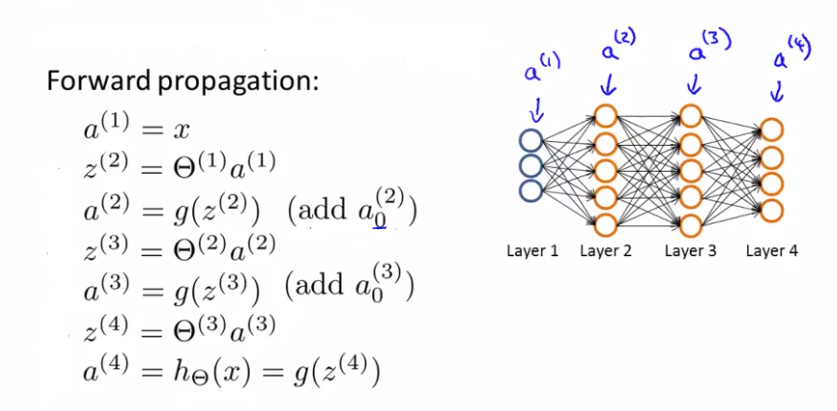 Forward propagation:
a^(1) = x
z^(2) = Θ^(1)a^(1)
a^(2) = g(z^(2)) (add a_0^(2))
z^(3) = Θ^(2)a^(2)
a^(3) = g(z^(3)) (add a_0^(3))
z^(4) = Θ^(3)a^(3)
a^(4) = h_Θ(x) = g(z^(4))
a^(1) a^(2) a^(3) a^(4)
Layer 1 Layer 2 Layer 3 Layer 4